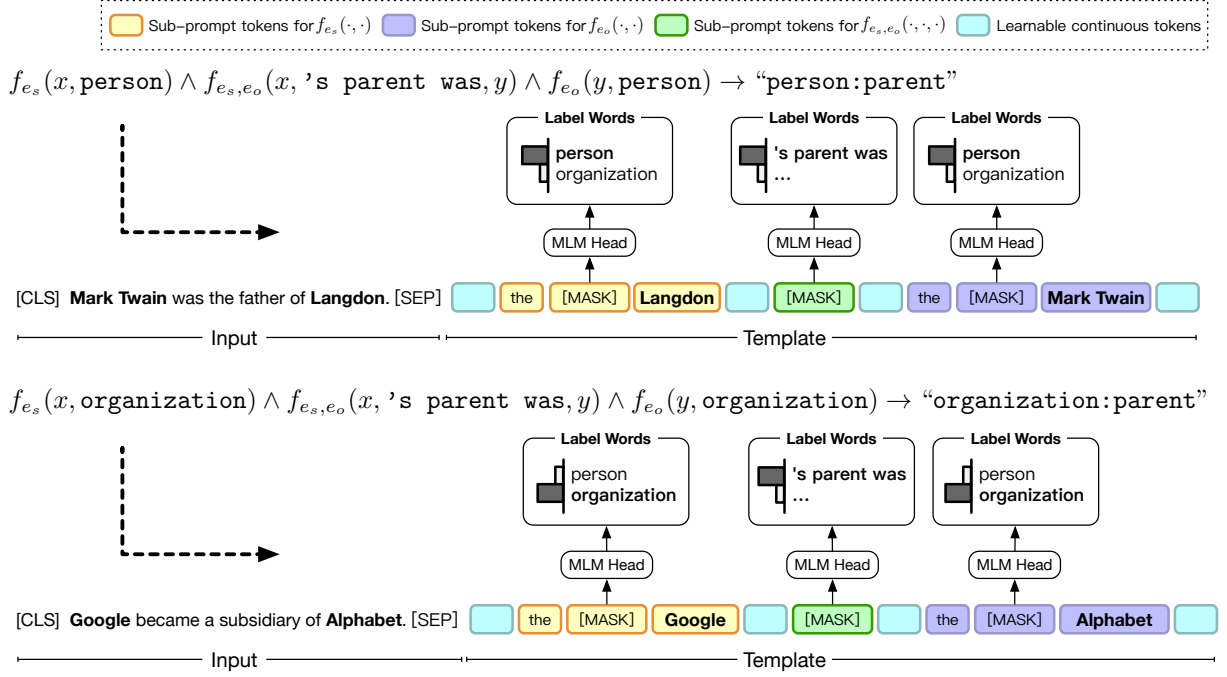 Sub-prompt tokens for f_{e_s}(·,·) Sub-prompt tokens for f_{e_o}(·,·) Sub-prompt tokens for f_{e_s,e_o}(·,·,·) Learnable continuous tokens
f_{e_s}(x, person) ∧ f_{e_s,e_o}(x, 's parent was, y) ∧ f_{e_o}(y, person) → “person:parent”
Label Words Label Words Label Words
person 's parent was person
organization ... organization
MLM Head MLM Head MLM Head
[CLS] Mark Twain was the father of Langdon. [SEP] the [MASK] Langdon [MASK] the [MASK] Mark Twain
Input Template
f_{e_s}(x, organization) ∧ f_{e_s,e_o}(x, 's parent was, y) ∧ f_{e_o}(y, organization) → “organization:parent”
Label Words Label Words Label Words
person 's parent was person
organization ... organization
MLM Head MLM Head MLM Head
[CLS] Google became a subsidiary of Alphabet. [SEP] the [MASK] Google [MASK] the [MASK] Alphabet
Input Template